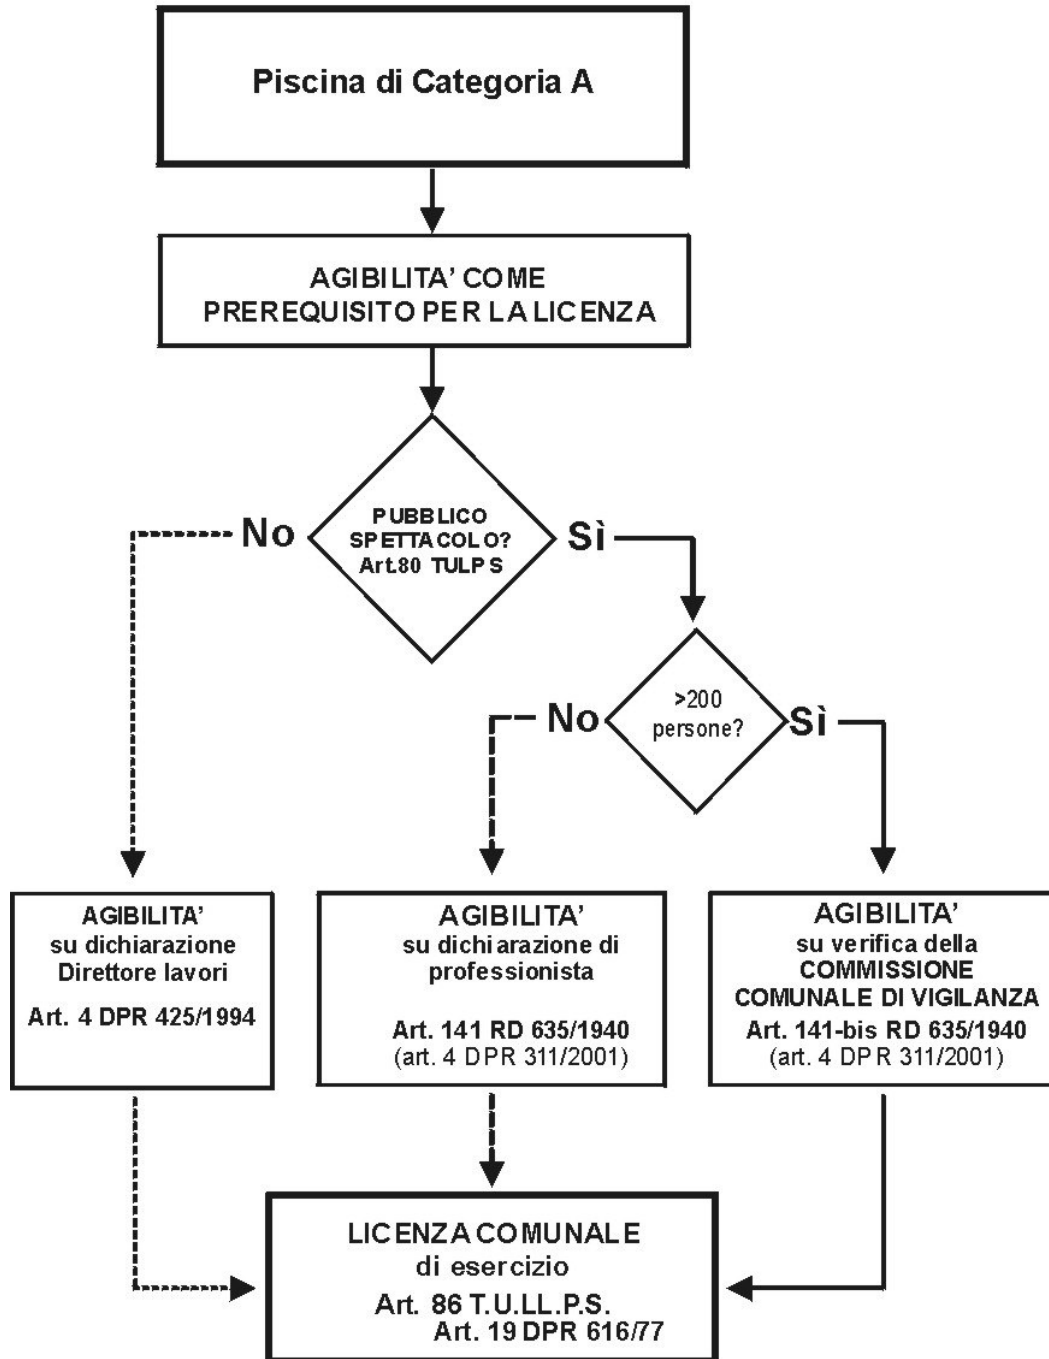 Piscina di Categoria A
AGIBILITA' COME
PREREQUISITO PER LA LICENZA
PUBBLICO
SPETTACOLO?
Art.80 TULPS
No
Sì
>200
persone?
No
Sì
AGIBILITA'
su dichiarazione
Direttore lavori
Art. 4 DPR 425/1994
AGIBILITA'
su dichiarazione di
professionista
Art. 141 RD 635/1940
(art. 4 DPR 311/2001)
AGIBILITA'
su verifica della
COMMISSIONE
COMUNALE DI VIGILANZA
Art. 141-bis RD 635/1940
(art. 4 DPR 311/2001)
LICENZA COMUNALE
di esercizio
Art. 86 T.U.LL.P.S.
Art. 19 DPR 616/77